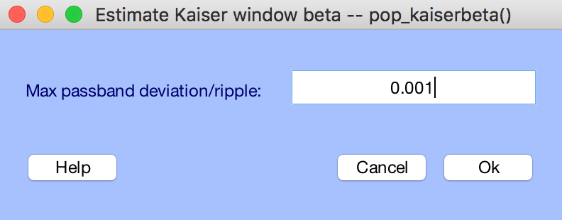 Estimate Kaiser window beta -- pop_kaiserbeta()
Max passband deviation/ripple:
0.001
Help
Cancel
Ok